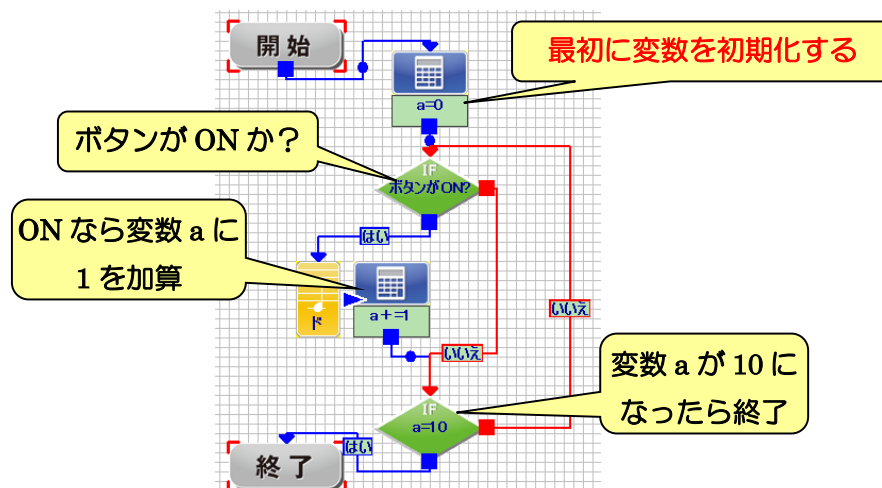 開始
最初に変数を初期化する
a=0
ボタンが ON か？
IF
ボタンがON?
ON なら変数 a に
1 を加算
はい
ド
a+=1
いいえ
いいえ
変数 a が 10 に
なったら終了
IF
a=10
はい
終了